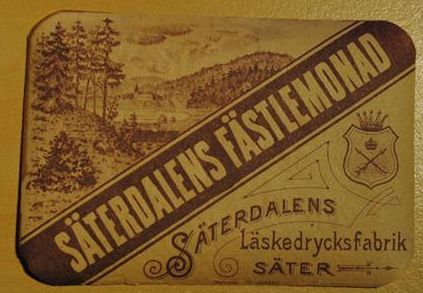 SÄTERDALENS FÄSTLEMONAD
SÄTERDALENS
Läskedrycksfabrik
SÄTER